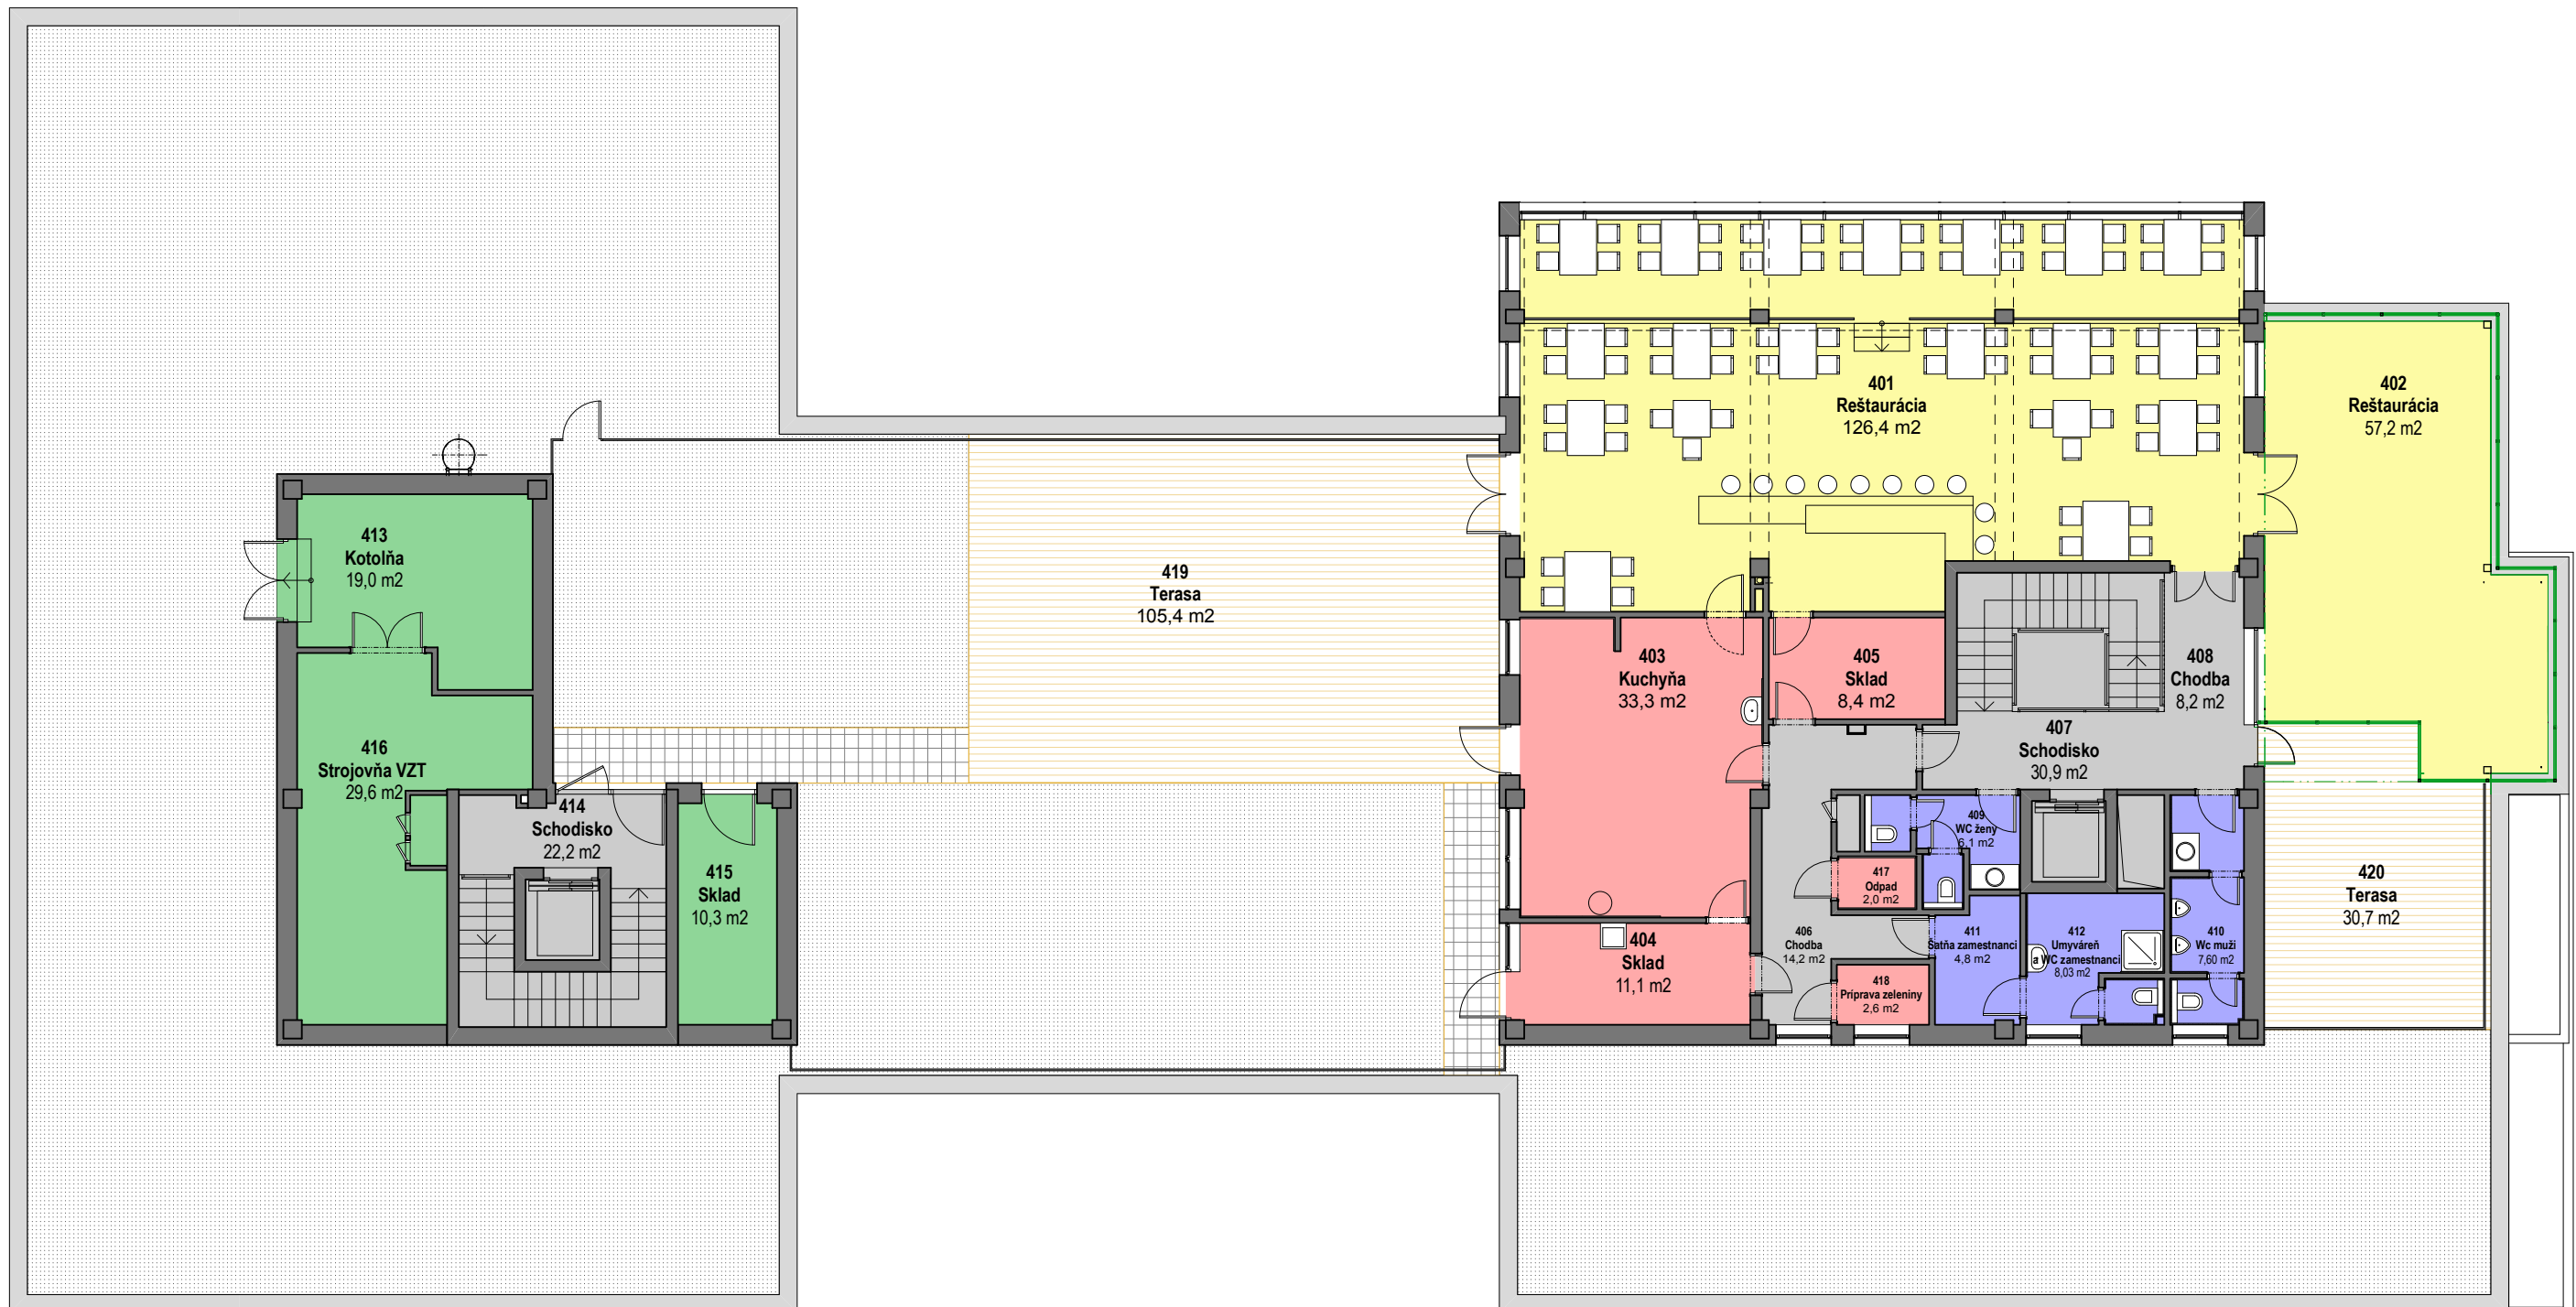 401
Reštaurácia
126,4 m2
402
Reštaurácia
57,2 m2
413
Kotolňa
19,0 m2
419
Terasa
105,4 m2
403
Kuchyňa
33,3 m2
405
Sklad
8,4 m2
408
Chodba
8,2 m2
407
Schodisko
30,9 m2
416
Strojovňa VZT
29,6 m2
414
Schodisko
22,2 m2
415
Sklad
10,3 m2
409
WC ženy
6,1 m2
417
Odpad
2,0 m2
420
Terasa
30,7 m2
404
Sklad
11,1 m2
406
Chodba
14,2 m2
411
Šatňa zamestnanci
4,8 m2
412
Umyváreň
a WC zamestnanci
8,03 m2
410
Wc muži
7,60 m2
418
Príprava zeleniny
2,6 m2